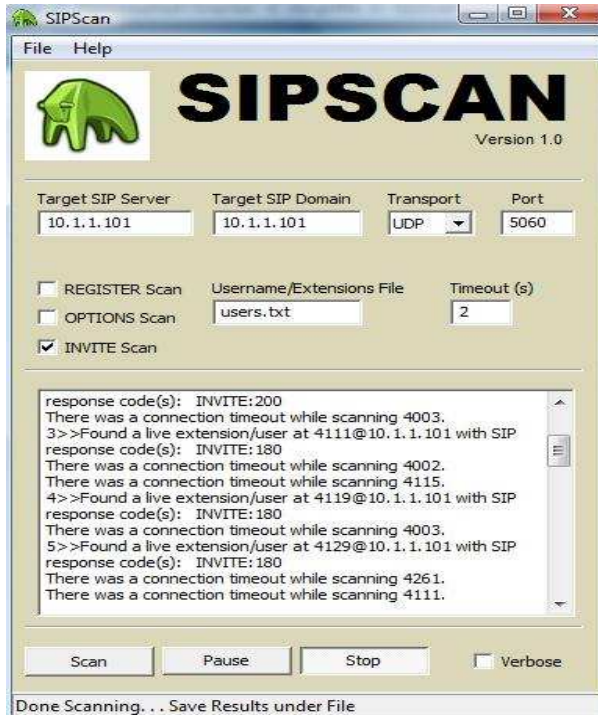 SIPScan
File Help
SIPSCAN
Version 1.0
Target SIP Server Target SIP Domain Transport Port
10.1.1.101 10.1.1.101 UDP 5060
REGISTER Scan Username/Extensions File Timeout (s)
OPTIONS Scan users.txt 2
INVITE Scan
response code(s): INVITE:200
There was a connection timeout while scanning 4003.
3>>Found a live extension/user at 4111@10.1.1.101 with SIP
response code(s): INVITE:180
There was a connection timeout while scanning 4002.
There was a connection timeout while scanning 4115.
4>>Found a live extension/user at 4119@10.1.1.101 with SIP
response code(s): INVITE:180
There was a connection timeout while scanning 4003.
5>>Found a live extension/user at 4129@10.1.1.101 with SIP
response code(s): INVITE:180
There was a connection timeout while scanning 4261.
There was a connection timeout while scanning 4111.
Scan Pause Stop Verbose
Done Scanning. . . Save Results under File